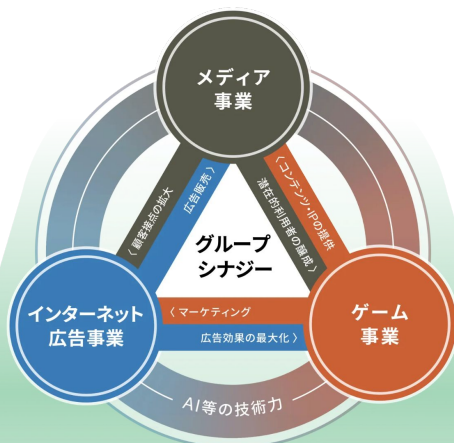 メディア
事業
〈 顧客接点の拡大
広告販売 〉
〈 コンテンツ・IPの提供
潜在的利用者の醸成 〉
グループ
シナジー
インターネット
広告事業
〈 マーケティング
広告効果の最大化 〉
ゲーム
事業
AI等の技術力